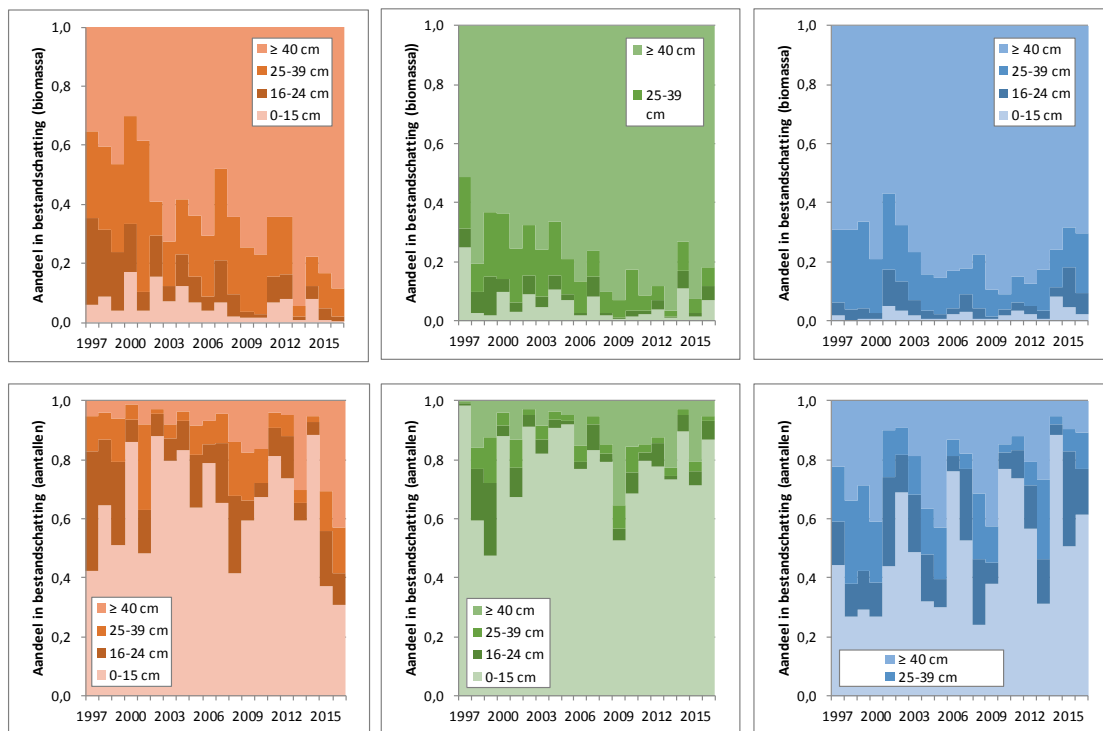 Aandeel in bestandschatting (biomassa)
1,0
0,8
0,6
0,4
0,2
0,0
≥ 40 cm
25-39 cm
16-24 cm
0-15 cm
1997 2000 2003 2006 2009 2012 2015
Aandeel in bestandschatting (biomassa))
1,0
0,8
0,6
0,4
0,2
0,0
≥ 40 cm
25-39
cm
1997 2000 2003 2006 2009 2012 2015
Aandeel in bestandschatting (biomassa)
1,0
0,8
0,6
0,4
0,2
0,0
≥ 40 cm
25-39 cm
16-24 cm
0-15 cm
1997 2000 2003 2006 2009 2012 2015
Aandeel in bestandschatting (aantallen)
1,0
0,8
0,6
0,4
0,2
0,0
≥ 40 cm
25-39 cm
16-24 cm
0-15 cm
1997 2000 2003 2006 2009 2012 2015
Aandeel in bestandschatting (aantallen)
1,0
0,8
0,6
0,4
0,2
0,0
≥ 40 cm
25-39 cm
16-24 cm
0-15 cm
1997 2000 2003 2006 2009 2012 2015
Aandeel in bestandschatting (aantallen)
1,0
0,8
0,6
0,4
0,2
0,0
≥ 40 cm
25-39 cm
1997 2000 2003 2006 2009 2012 2015